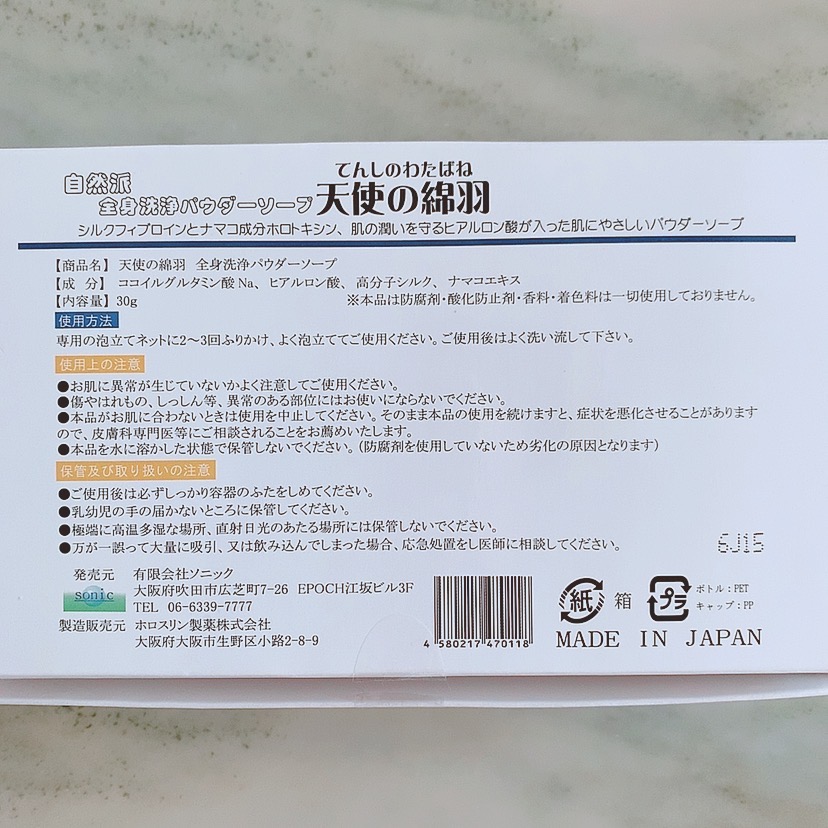 てんしのわたばね
自然派
全身洗浄パウダーソープ 天使の綿羽
シルクフィブロインとナマコ成分ホロトキシン、肌の潤いを守るヒアルロン酸が入った肌にやさしいパウダーソープ
【商品名】 天使の綿羽 全身洗浄パウダーソープ
【成 分】 ココイルグルタミン酸Na、ヒアルロン酸、高分子シルク、ナマコエキス
【内容量】 30g ※本品は防腐剤・酸化防止剤・香料・着色料は一切使用しておりません。
使用方法
専用の泡立てネットに2〜3回ふりかけ、よく泡立ててご使用ください。ご使用後はよく洗い流して下さい。
使用上の注意
●お肌に異常が生じていないかよく注意してご使用ください。
●傷やはれもの、しっしん等、異常のある部位にはお使いにならないでください。
●本品がお肌に合わないときは使用を中止してください。そのまま本品の使用を続けますと、症状を悪化させることがあります
ので、皮膚科専門医等にご相談されることをお薦めいたします。
●本品を水に溶かした状態で保管しないでください。（防腐剤を使用していないため劣化の原因となります）
保管及び取り扱いの注意
●ご使用後は必ずしっかり容器のふたをしめてください。
●乳幼児の手の届かないところに保管してください。
●極端に高温多湿な場所、直射日光のあたる場所には保管しないでください。
●万が一誤って大量に吸引、又は飲み込んでしまった場合、応急処置をし医師に相談してください。
6J15
発売元 有限会社ソニック
sonic
大阪府吹田市広芝町7-26 EPOCH江坂ビル3F
TEL 06-6339-7777
製造販売元 ホロスリン製薬株式会社
大阪府大阪市生野区小路2-8-9
4 580217 470118
紙 箱
プラ ボトル：PET
キャップ：PP
MADE IN JAPAN